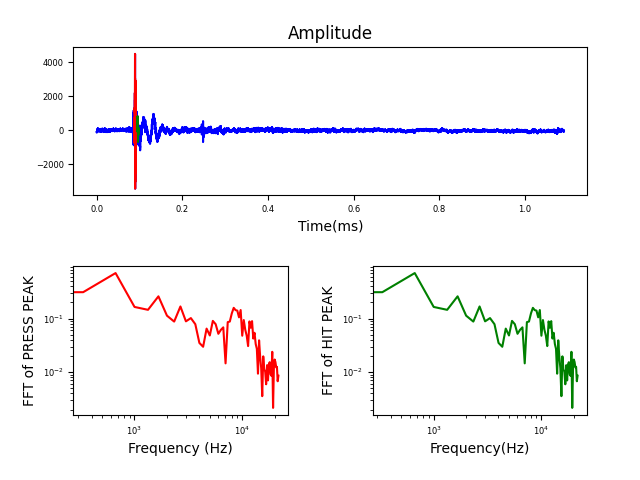 Amplitude
4000
2000
0
−2000
0.0 0.2 0.4 0.6 0.8 1.0
Time(ms)
FFT of PRESS PEAK
10⁻¹
10⁻²
10³ 10⁴
Frequency (Hz)
FFT of HIT PEAK
10⁻¹
10⁻²
10³ 10⁴
Frequency(Hz)